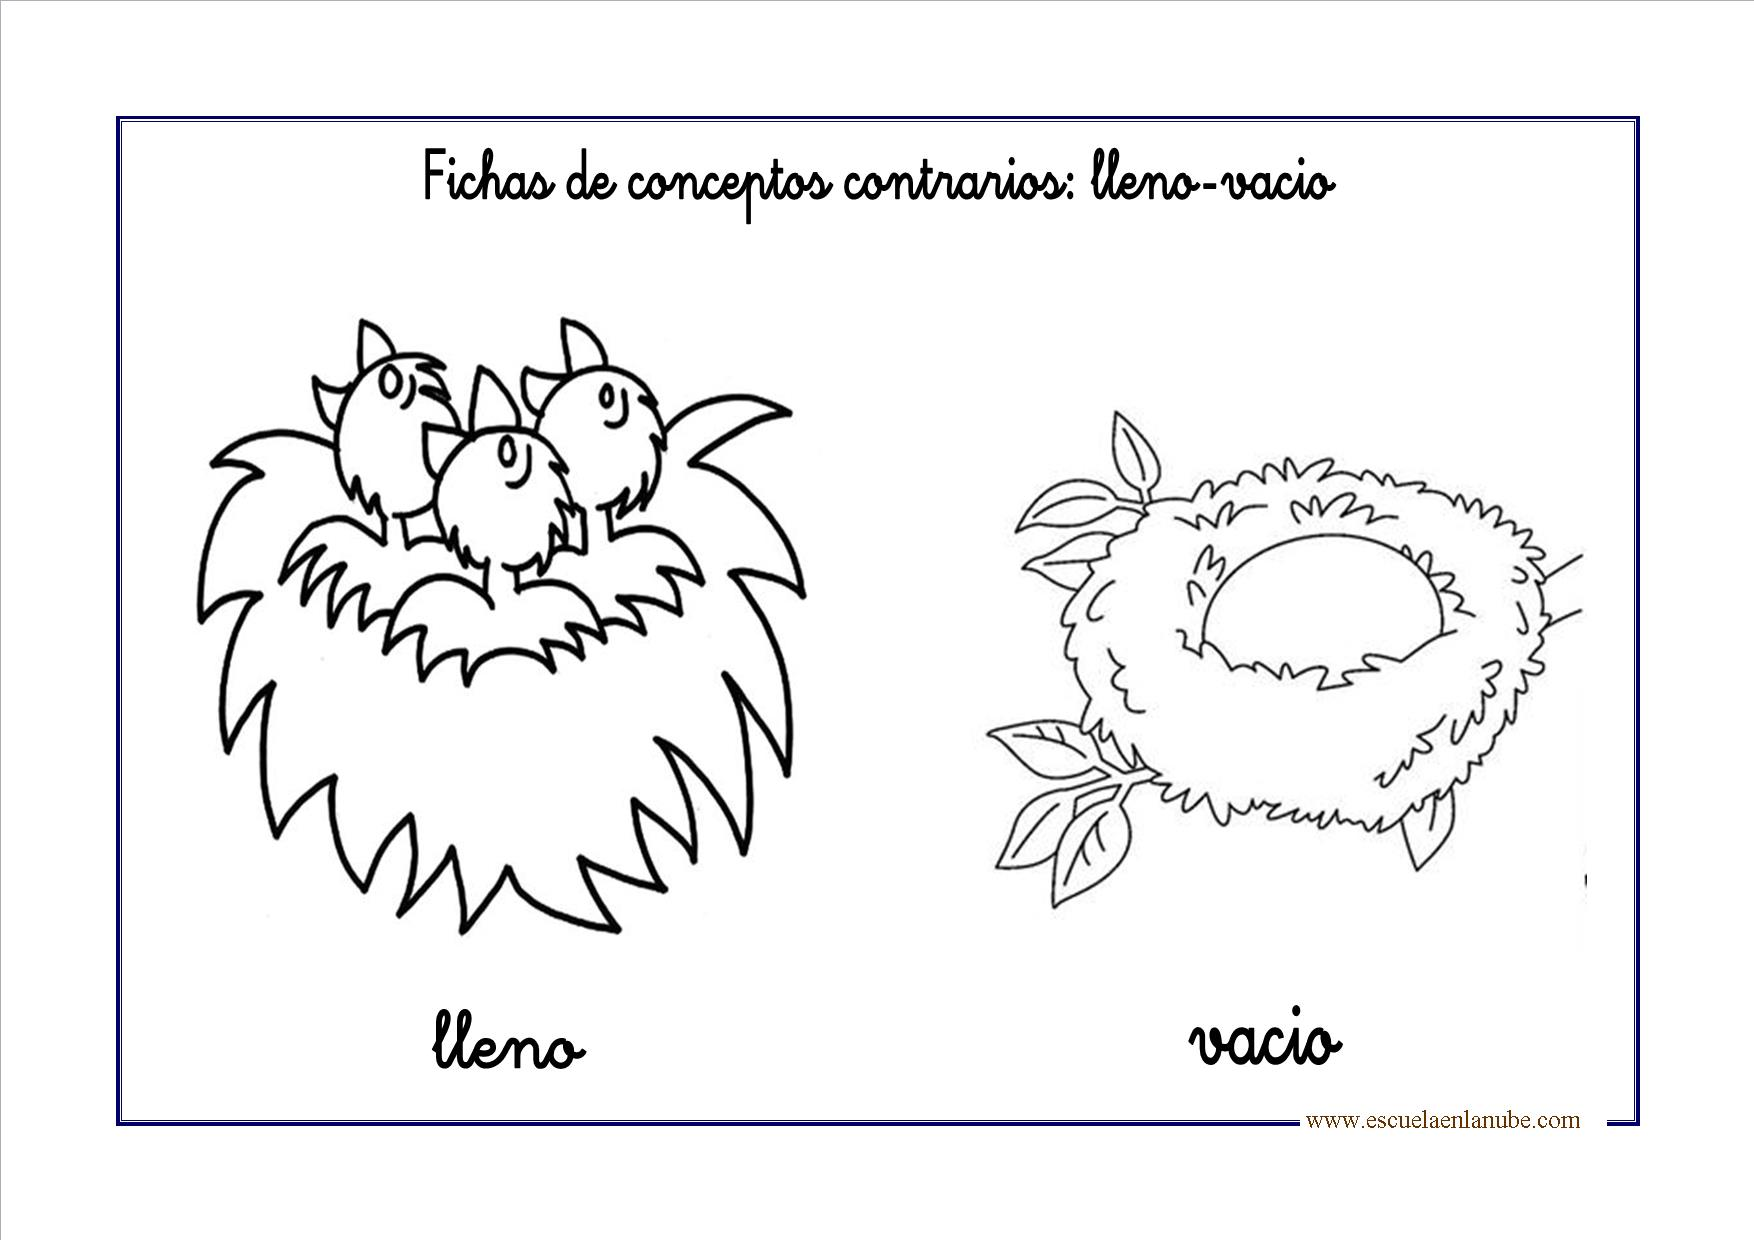 Fichas de conceptos contrarios: lleno-vacio
lleno
vacio
www.escuelaenlanube.com